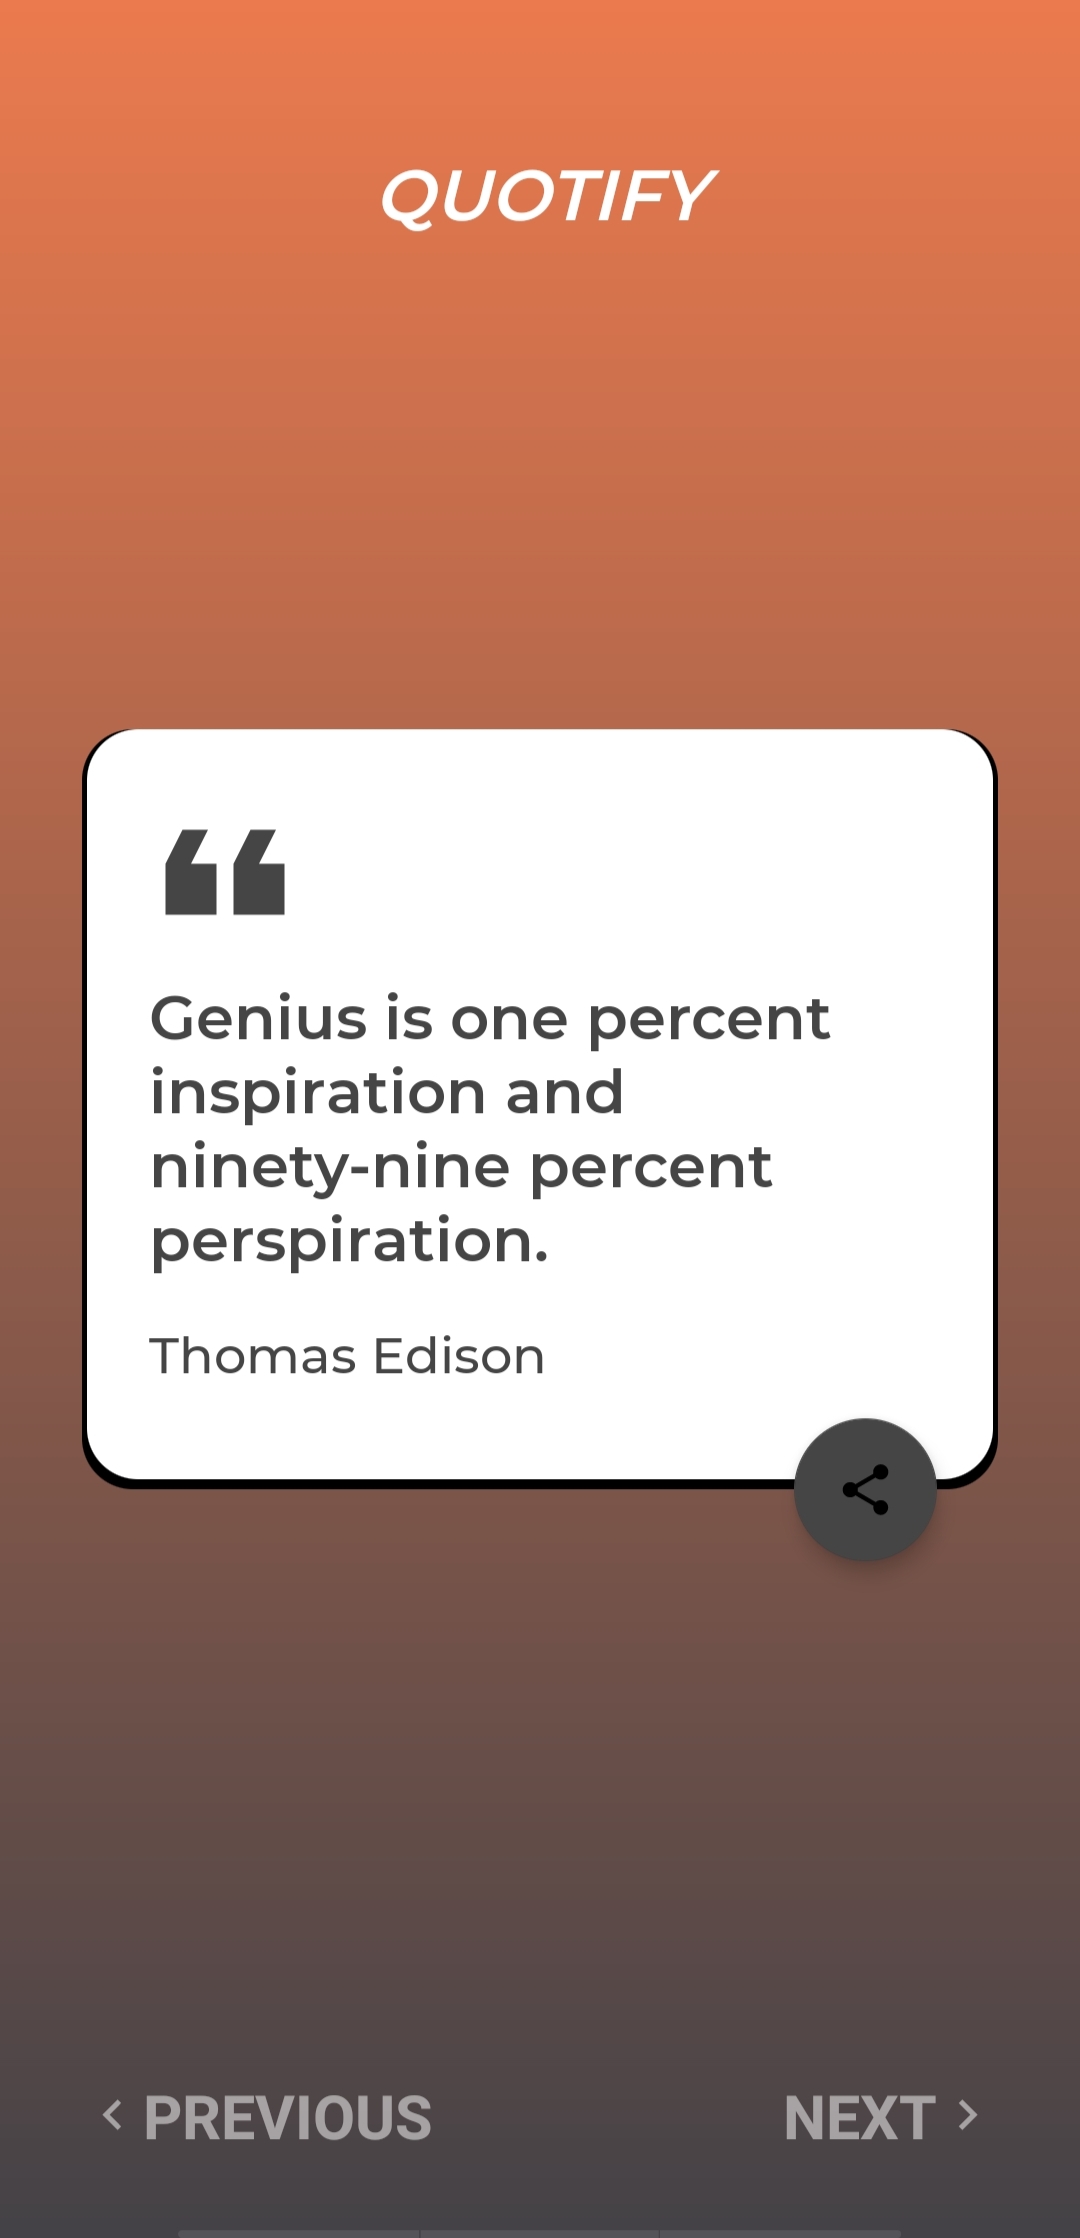 QUOTIFY
Genius is one percent
inspiration and
ninety-nine percent
perspiration.
Thomas Edison
PREVIOUS
NEXT